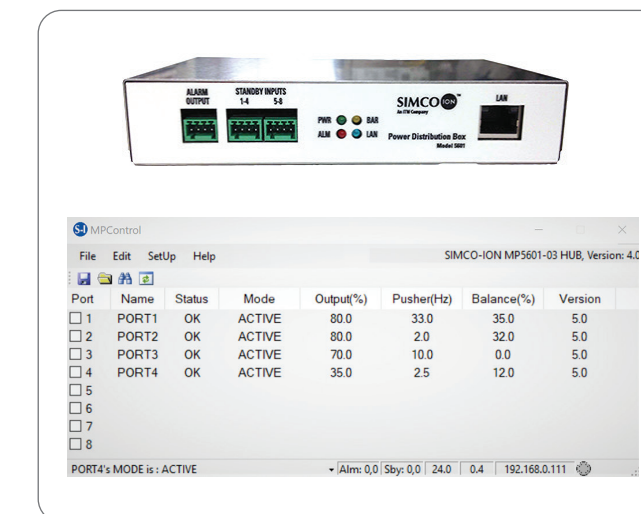 ALARM OUTPUT
STANDBY INPUTS
1-4 5-8
PWR BAR
ALM LAN
SIMCO ION™
An ITW Company
Power Distribution Box
Model 5601
LAN
S-I MPControl
File Edit SetUp Help SIMCO-ION MP5601-03 HUB, Version: 4.0
Port Name Status Mode Output(%) Pusher(Hz) Balance(%) Version
1 PORT1 OK ACTIVE 80.0 33.0 35.0 5.0
2 PORT2 OK ACTIVE 80.0 2.0 32.0 5.0
3 PORT3 OK ACTIVE 70.0 10.0 0.0 5.0
4 PORT4 OK ACTIVE 35.0 2.5 12.0 5.0
5
6
7
8
PORT4's MODE is : ACTIVE Alm: 0,0 Sby: 0,0 24.0 0.4 192.168.0.111